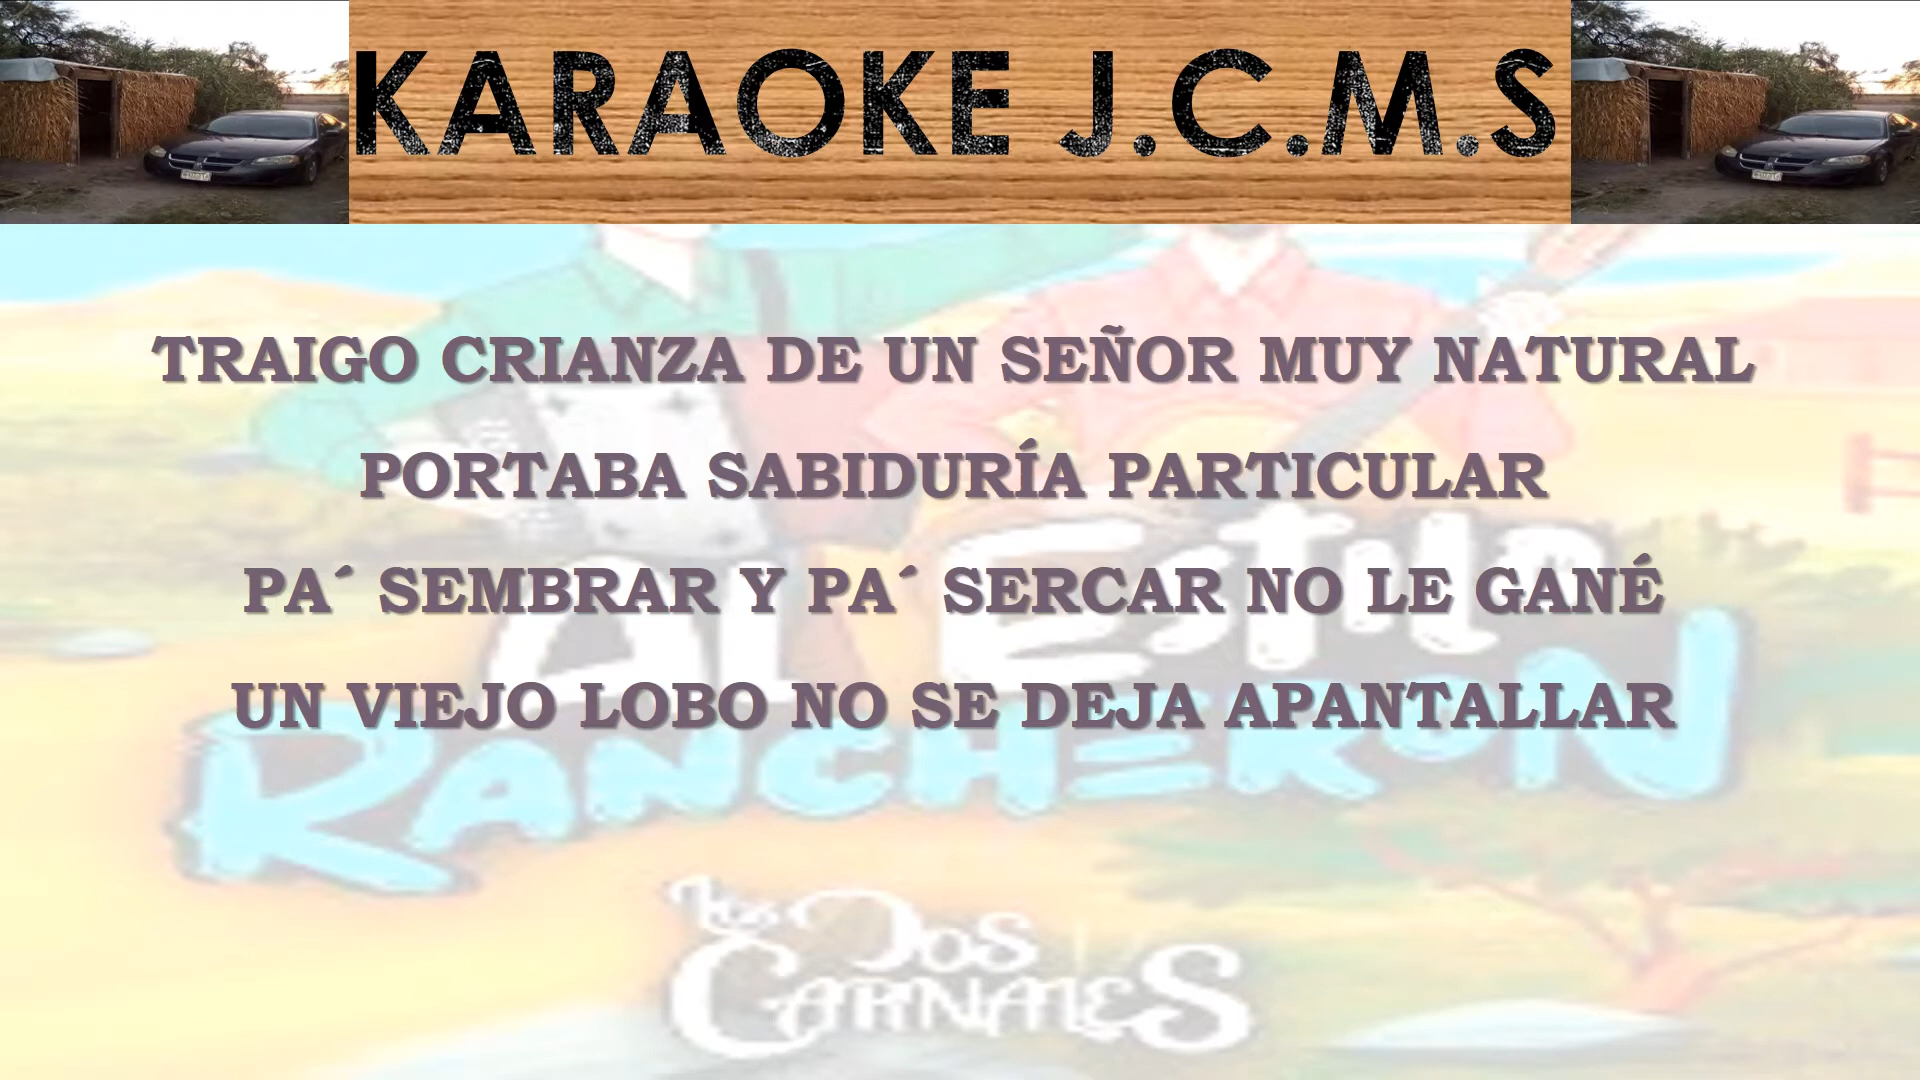 KARAOKE J.C.M.S
TRAIGO CRIANZA DE UN SEÑOR MUY NATURAL
PORTABA SABIDURÍA PARTICULAR
PA´ SEMBRAR Y PA´ SERCAR NO LE GANÉ
UN VIEJO LOBO NO SE DEJA APANTALLAR
AL ESTILO
RANCHERÓN
LOS DOS
CARNALES